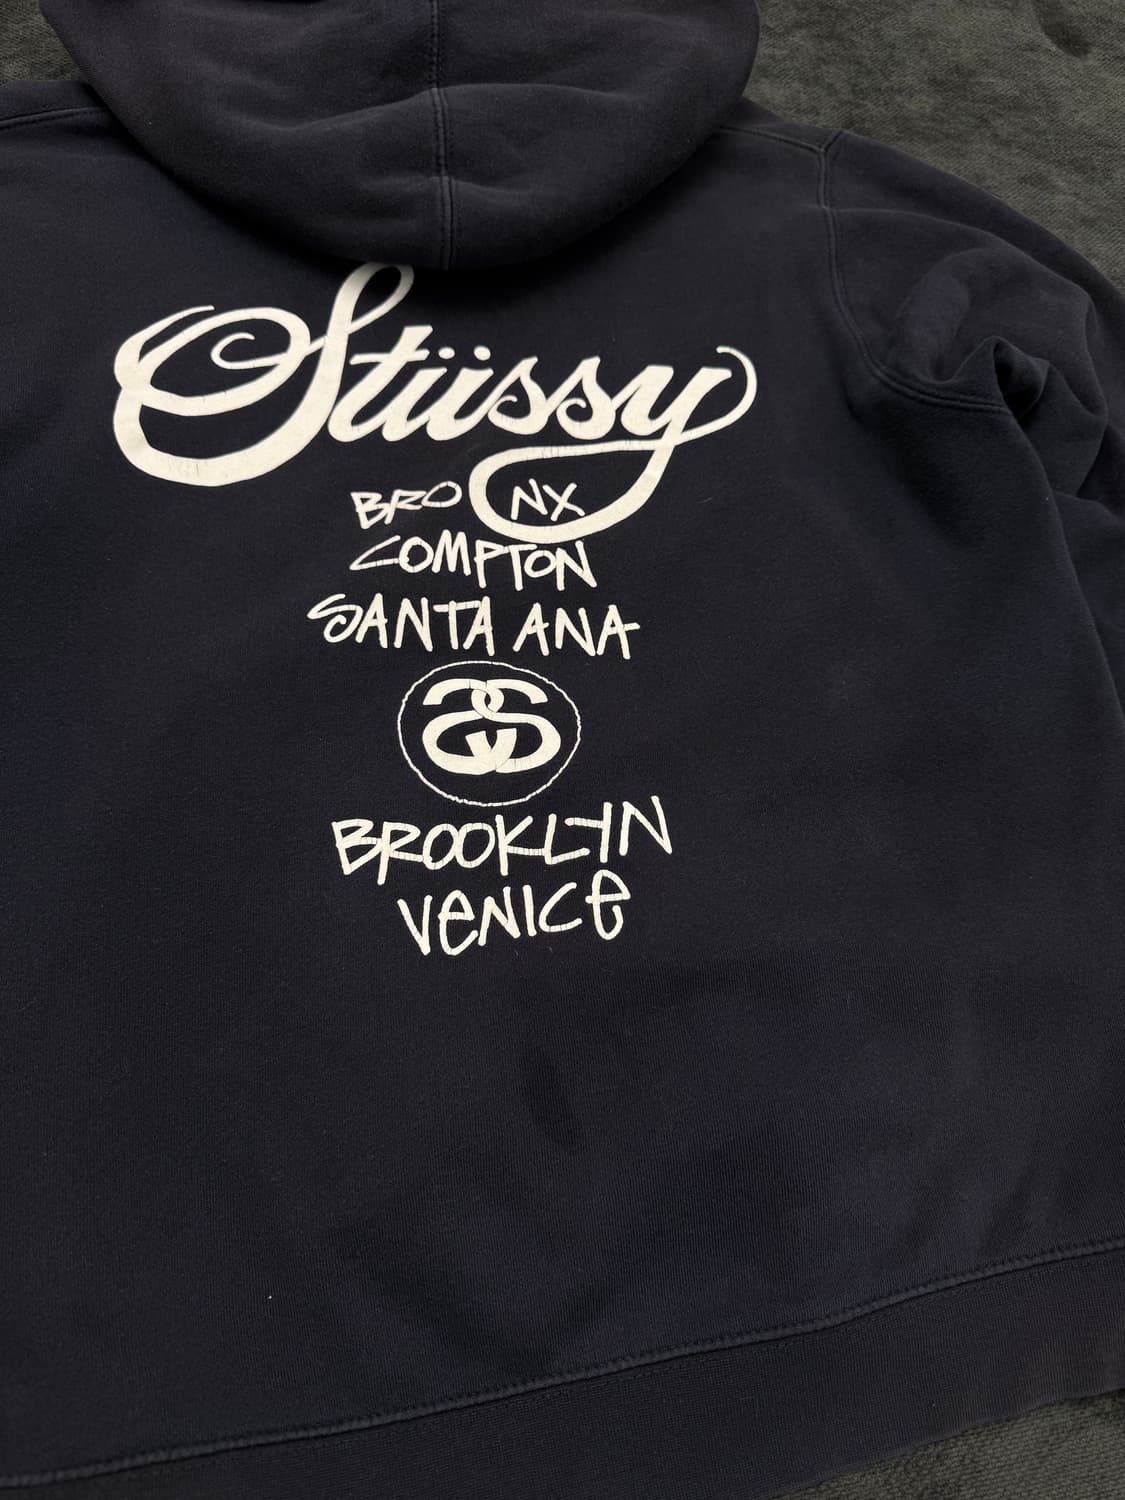 Stüssy
BRONX
COMPTON
SANTA ANA
SS
BROOKLYN
VENICE